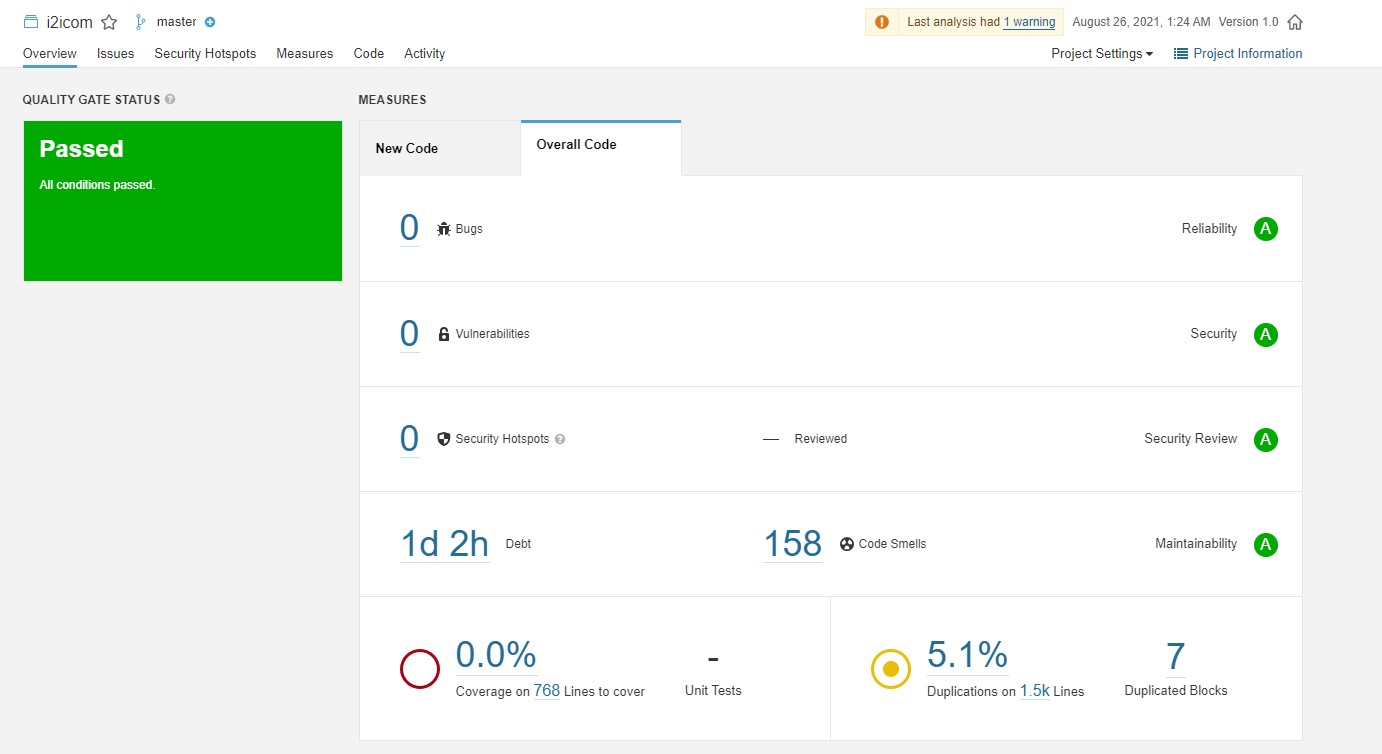 i2icom master
Last analysis had 1 warning August 26, 2021, 1:24 AM Version 1.0
Overview Issues Security Hotspots Measures Code Activity
Project Settings Project Information
QUALITY GATE STATUS ?
Passed
All conditions passed.
MEASURES
New Code Overall Code
0 Bugs Reliability A
0 Vulnerabilities Security A
0 Security Hotspots ? — Reviewed Security Review A
1d 2h Debt 158 Code Smells Maintainability A
0.0%
Coverage on 768 Lines to cover
-
Unit Tests
5.1%
Duplications on 1.5k Lines
7
Duplicated Blocks